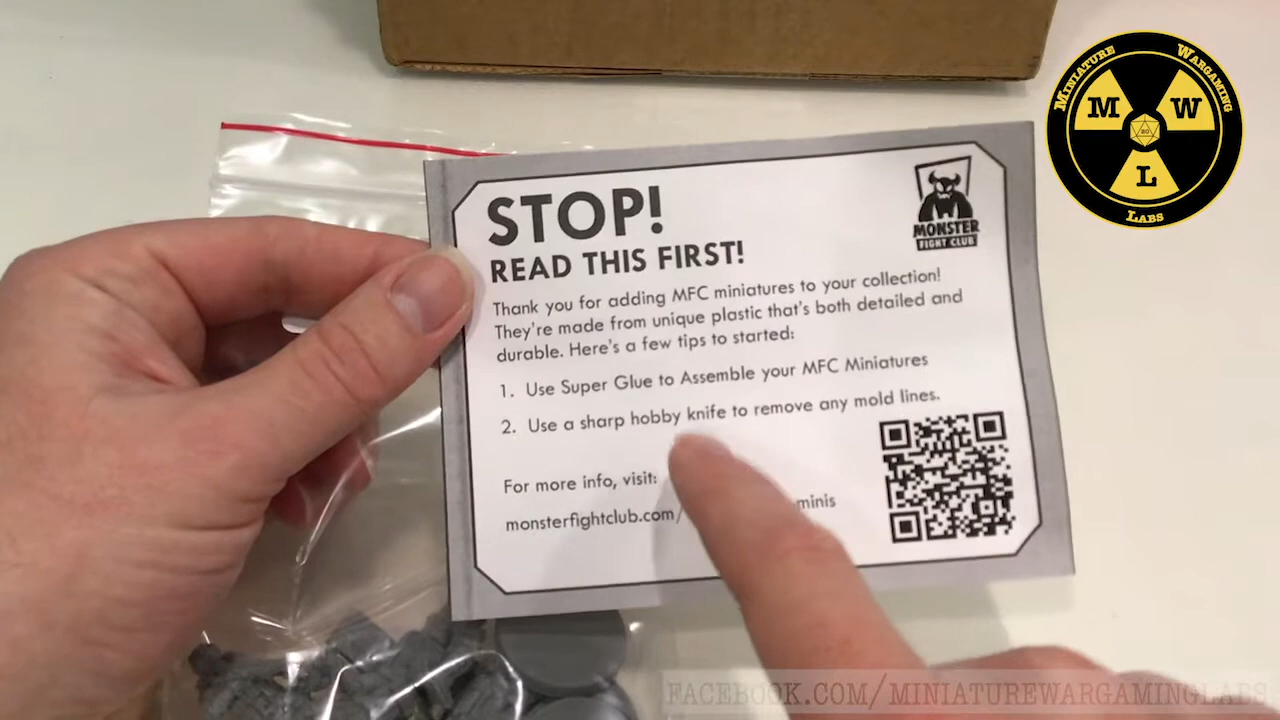 MINIATURE WARGAMING
M W
20
L
LABS
STOP!
MONSTER
FIGHT CLUB
READ THIS FIRST!
Thank you for adding MFC miniatures to your collection!
They're made from unique plastic that's both detailed and
durable. Here's a few tips to started:
1. Use Super Glue to Assemble your MFC Miniatures
2. Use a sharp hobby knife to remove any mold lines.
For more info, visit:
monsterfightclub.com/ minis
FACEBOOK.COM/MINIATUREWARGAMINGLABS